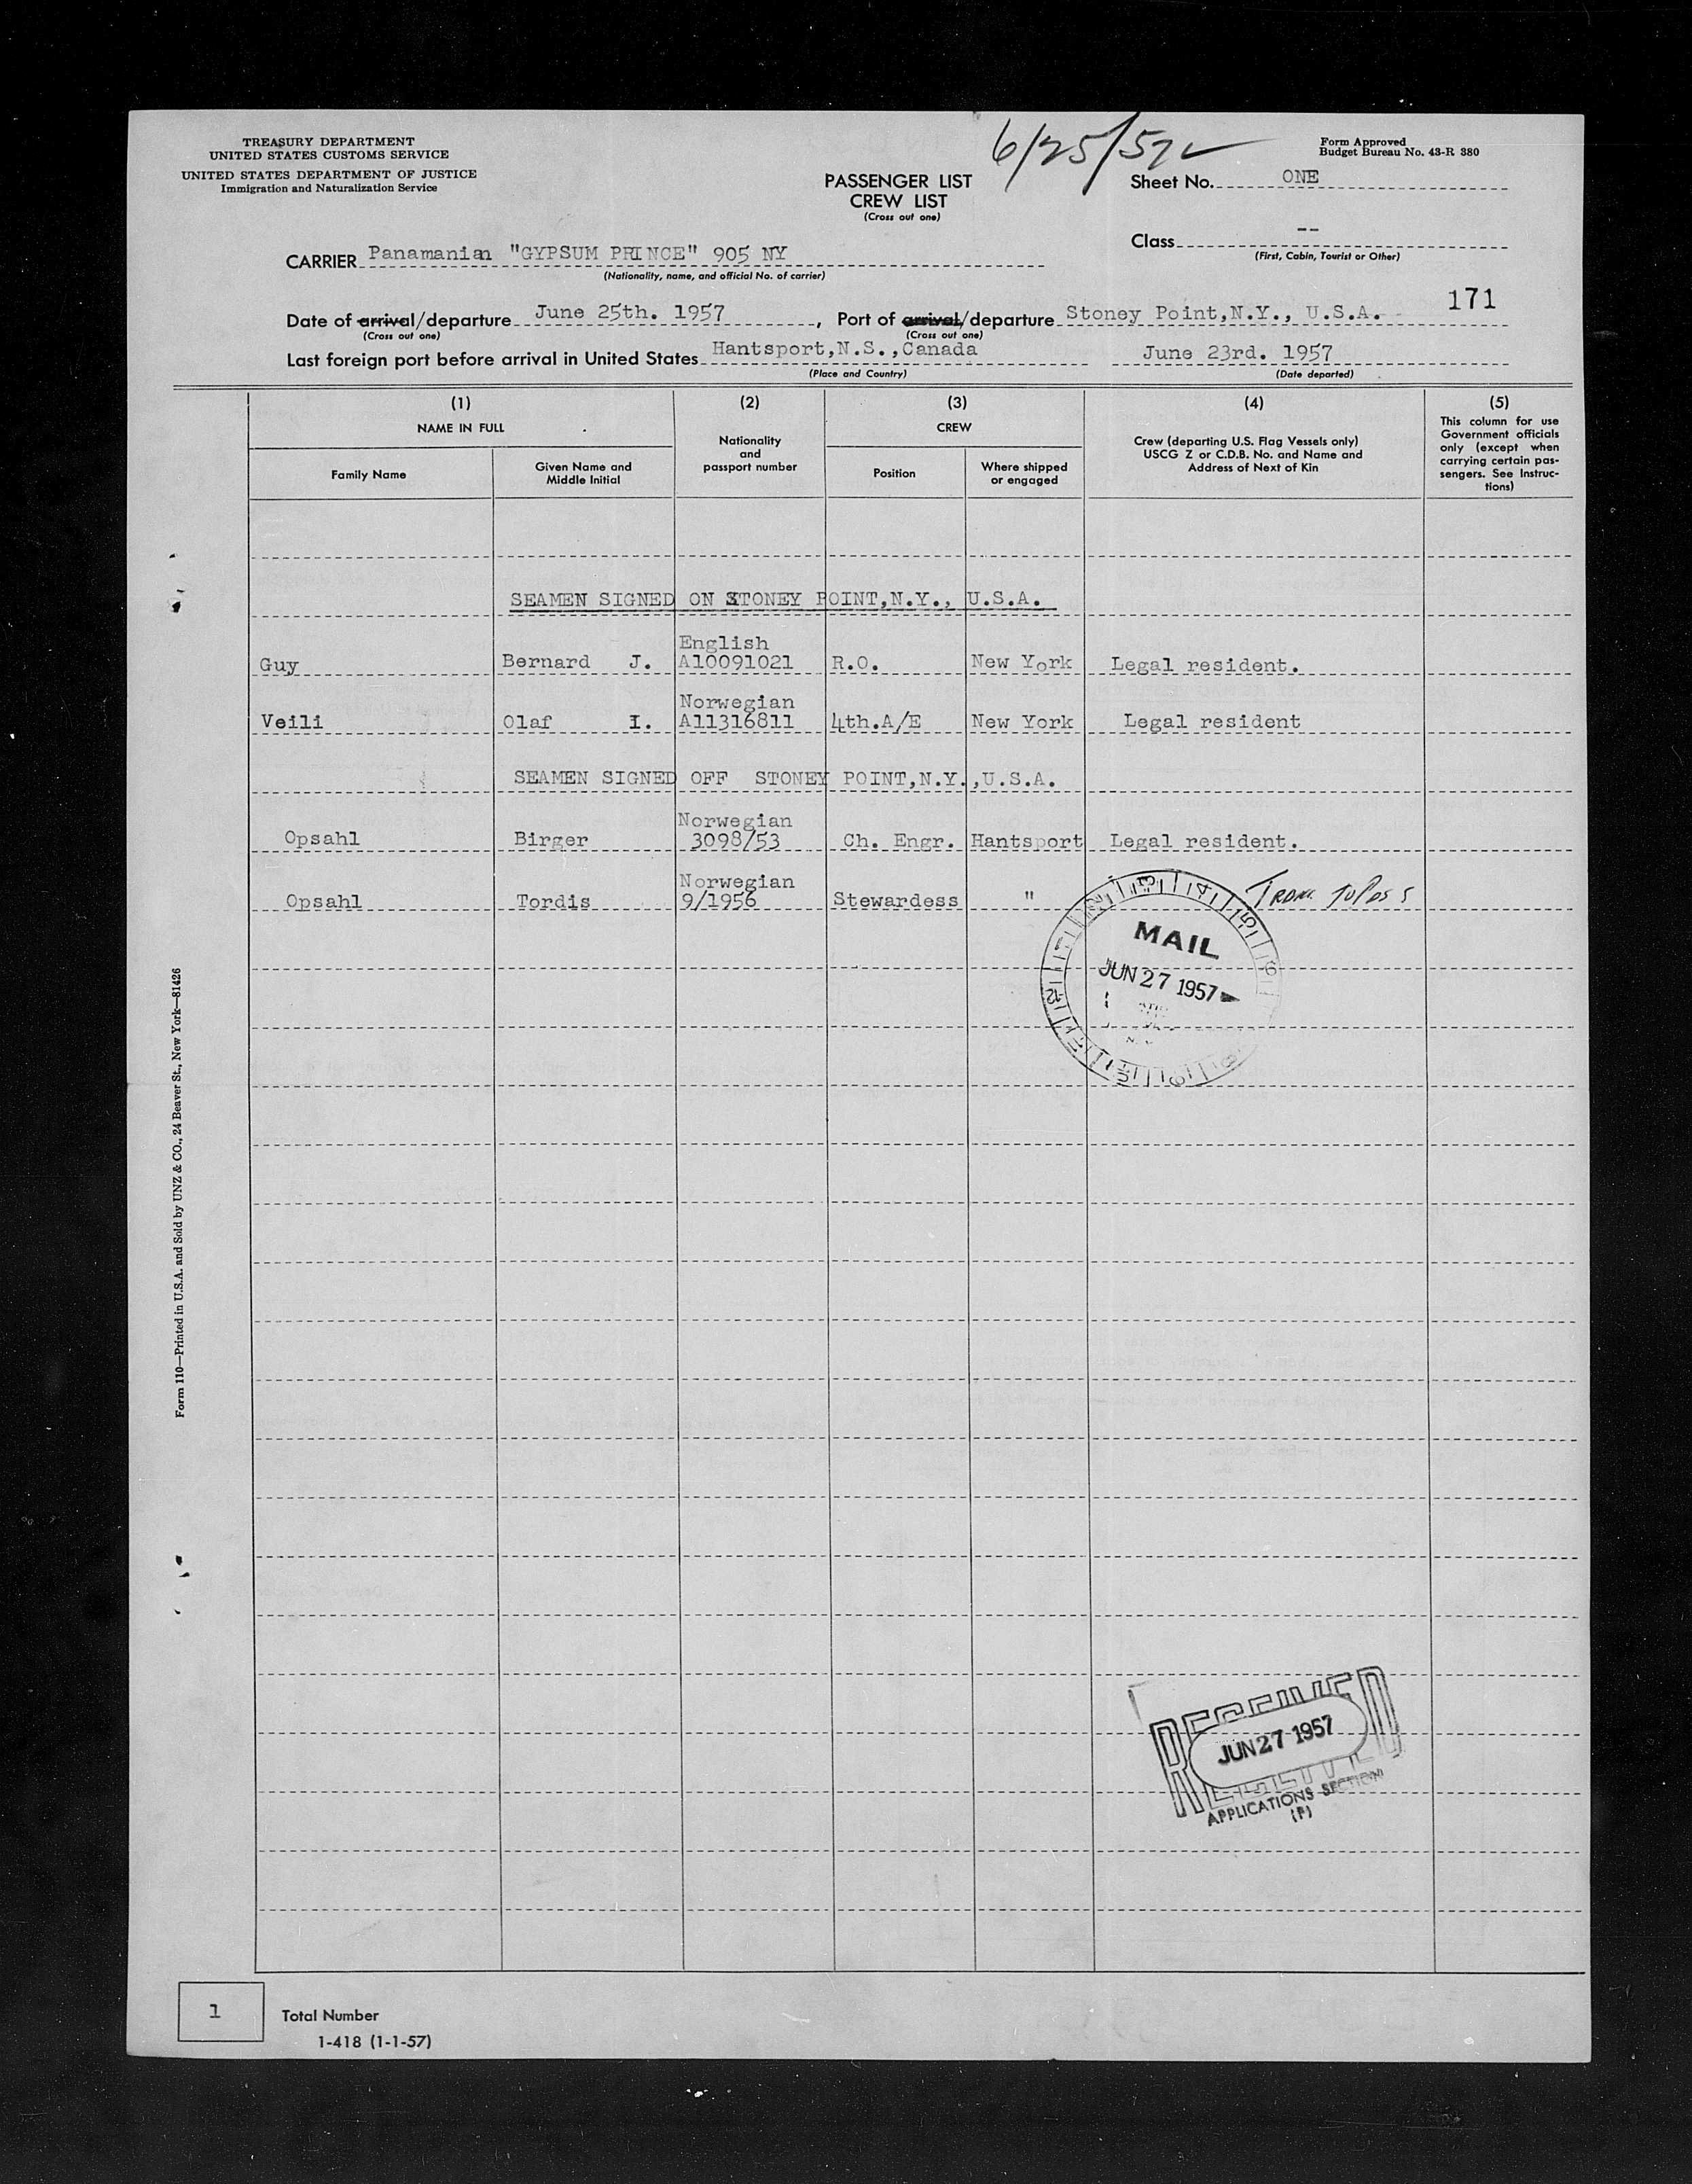 TREASURY DEPARTMENT
UNITED STATES CUSTOMS SERVICE
UNITED STATES DEPARTMENT OF JUSTICE
Immigration and Naturalization Service
6/25/57
Form Approved
Budget Bureau No. 43-R 380
PASSENGER LIST
CREW LIST
(Cross out one)
Sheet No. ONE
Class --
(First, Cabin, Tourist or Other)
CARRIER Panamanian "GYPSUM PRINCE" 905 NY
(Nationality, name, and official No. of carrier)
171
Date of arrival/departure June 25th. 1957, Port of arrival/departure Stoney Point,N.Y., U.S.A.
(Cross out one) (Cross out one)
Last foreign port before arrival in United States Hantsport,N.S.,Canada June 23rd. 1957
(Place and Country) (Date departed)
(1) (2) (3) (4) (5)
NAME IN FULL
Family Name
Given Name and
Middle Initial
Nationality
and
passport number
CREW
Position
Where shipped
or engaged
Crew (departing U.S. Flag Vessels only)
USCG Z or C.D.B. No. and Name and
Address of Next of Kin
This column for use
Government officials
only (except when
carrying certain pas-
sengers. See Instruc-
tions)
SEAMEN SIGNED ON STONEY POINT,N.Y., U.S.A.
English
Guy Bernard J. A10091021 R.O. New York Legal resident.
Norwegian
Veili Olaf I. A11316811 4th.A/E New York Legal resident
SEAMEN SIGNED OFF STONEY POINT,N.Y.,U.S.A.
Norwegian
Opsahl Birger 3098/53 Ch. Engr. Hantsport Legal resident.
Norwegian
Opsahl Tordis 9/1956 Stewardess "
MAIL
JUN 27 1957
RECEIVED
JUN 27 1957
APPLICATIONS SECTION
(P)
Form 110—Printed in U.S.A. and Sold by UNZ & CO., 24 Beaver St., New York—81426
1 Total Number
1-418 (1-1-57)